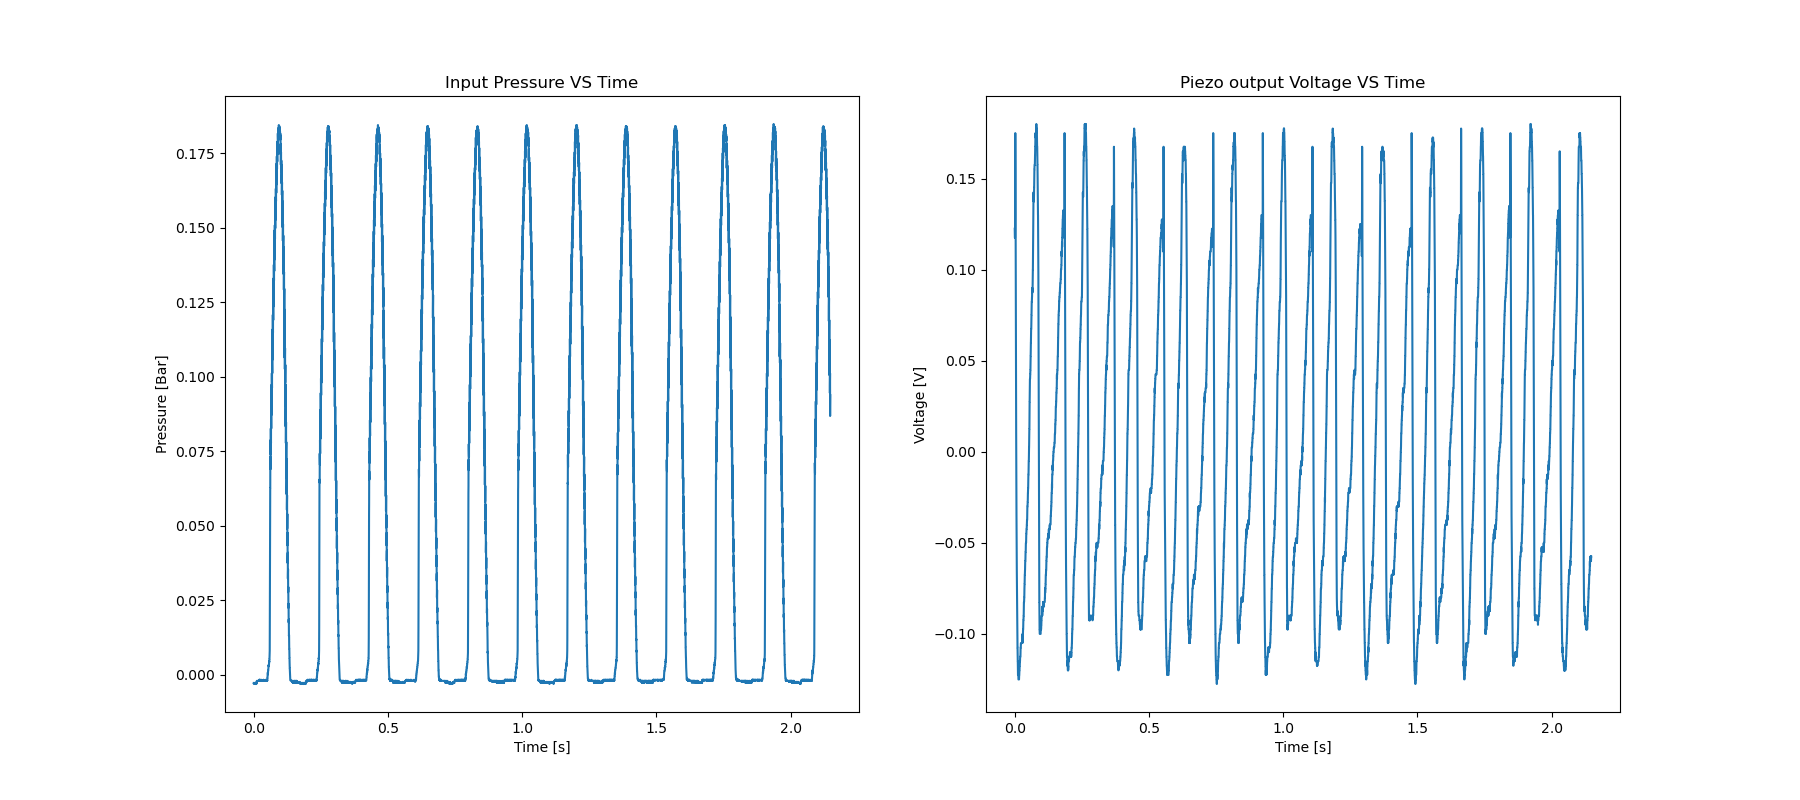 Input Pressure VS Time
Pressure [Bar]
0.175
0.150
0.125
0.100
0.075
0.050
0.025
0.000
0.0 0.5 1.0 1.5 2.0
Time [s]
Piezo output Voltage VS Time
Voltage [V]
0.15
0.10
0.05
0.00
−0.05
−0.10
0.0 0.5 1.0 1.5 2.0
Time [s]